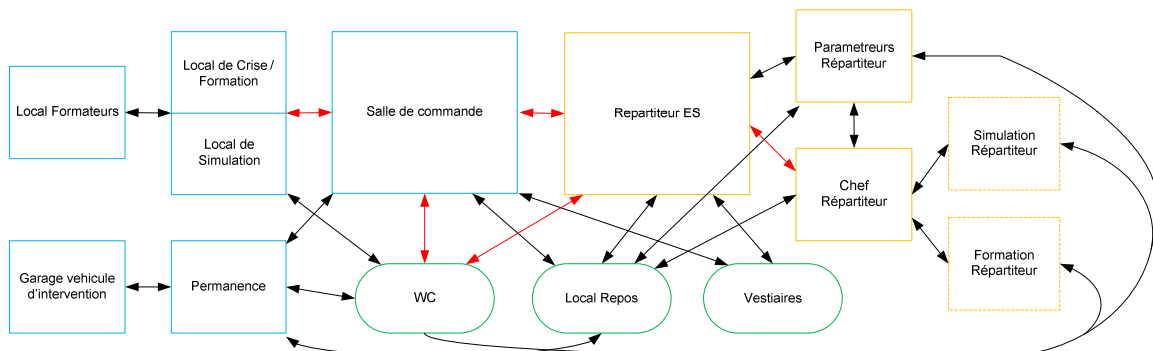 Local Formateurs
Local de Crise /
Formation
Local de
Simulation
Salle de commande
Repartiteur ES
Parametreurs
Répartiteur
Chef
Répartiteur
Simulation
Répartiteur
Formation
Répartiteur
Garage vehicule
d'intervention
Permanence
WC
Local Repos
Vestiaires